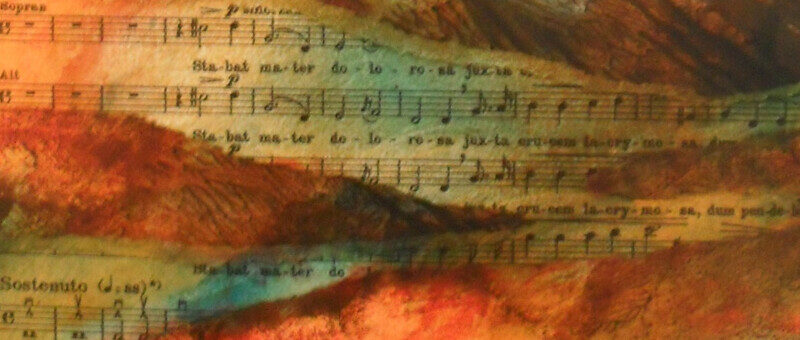 Sopran
p
Sta-bat ma-ter do-lo-ro-sa jux-ta
Alt
p
Sta-bat ma-ter do-lo-ro-sa jux-ta cru-cem la-cry-mo-sa,
p
cru-cem la-cry-mo-sa, dum pen-de
Sta-bat ma-ter do
Sostenuto